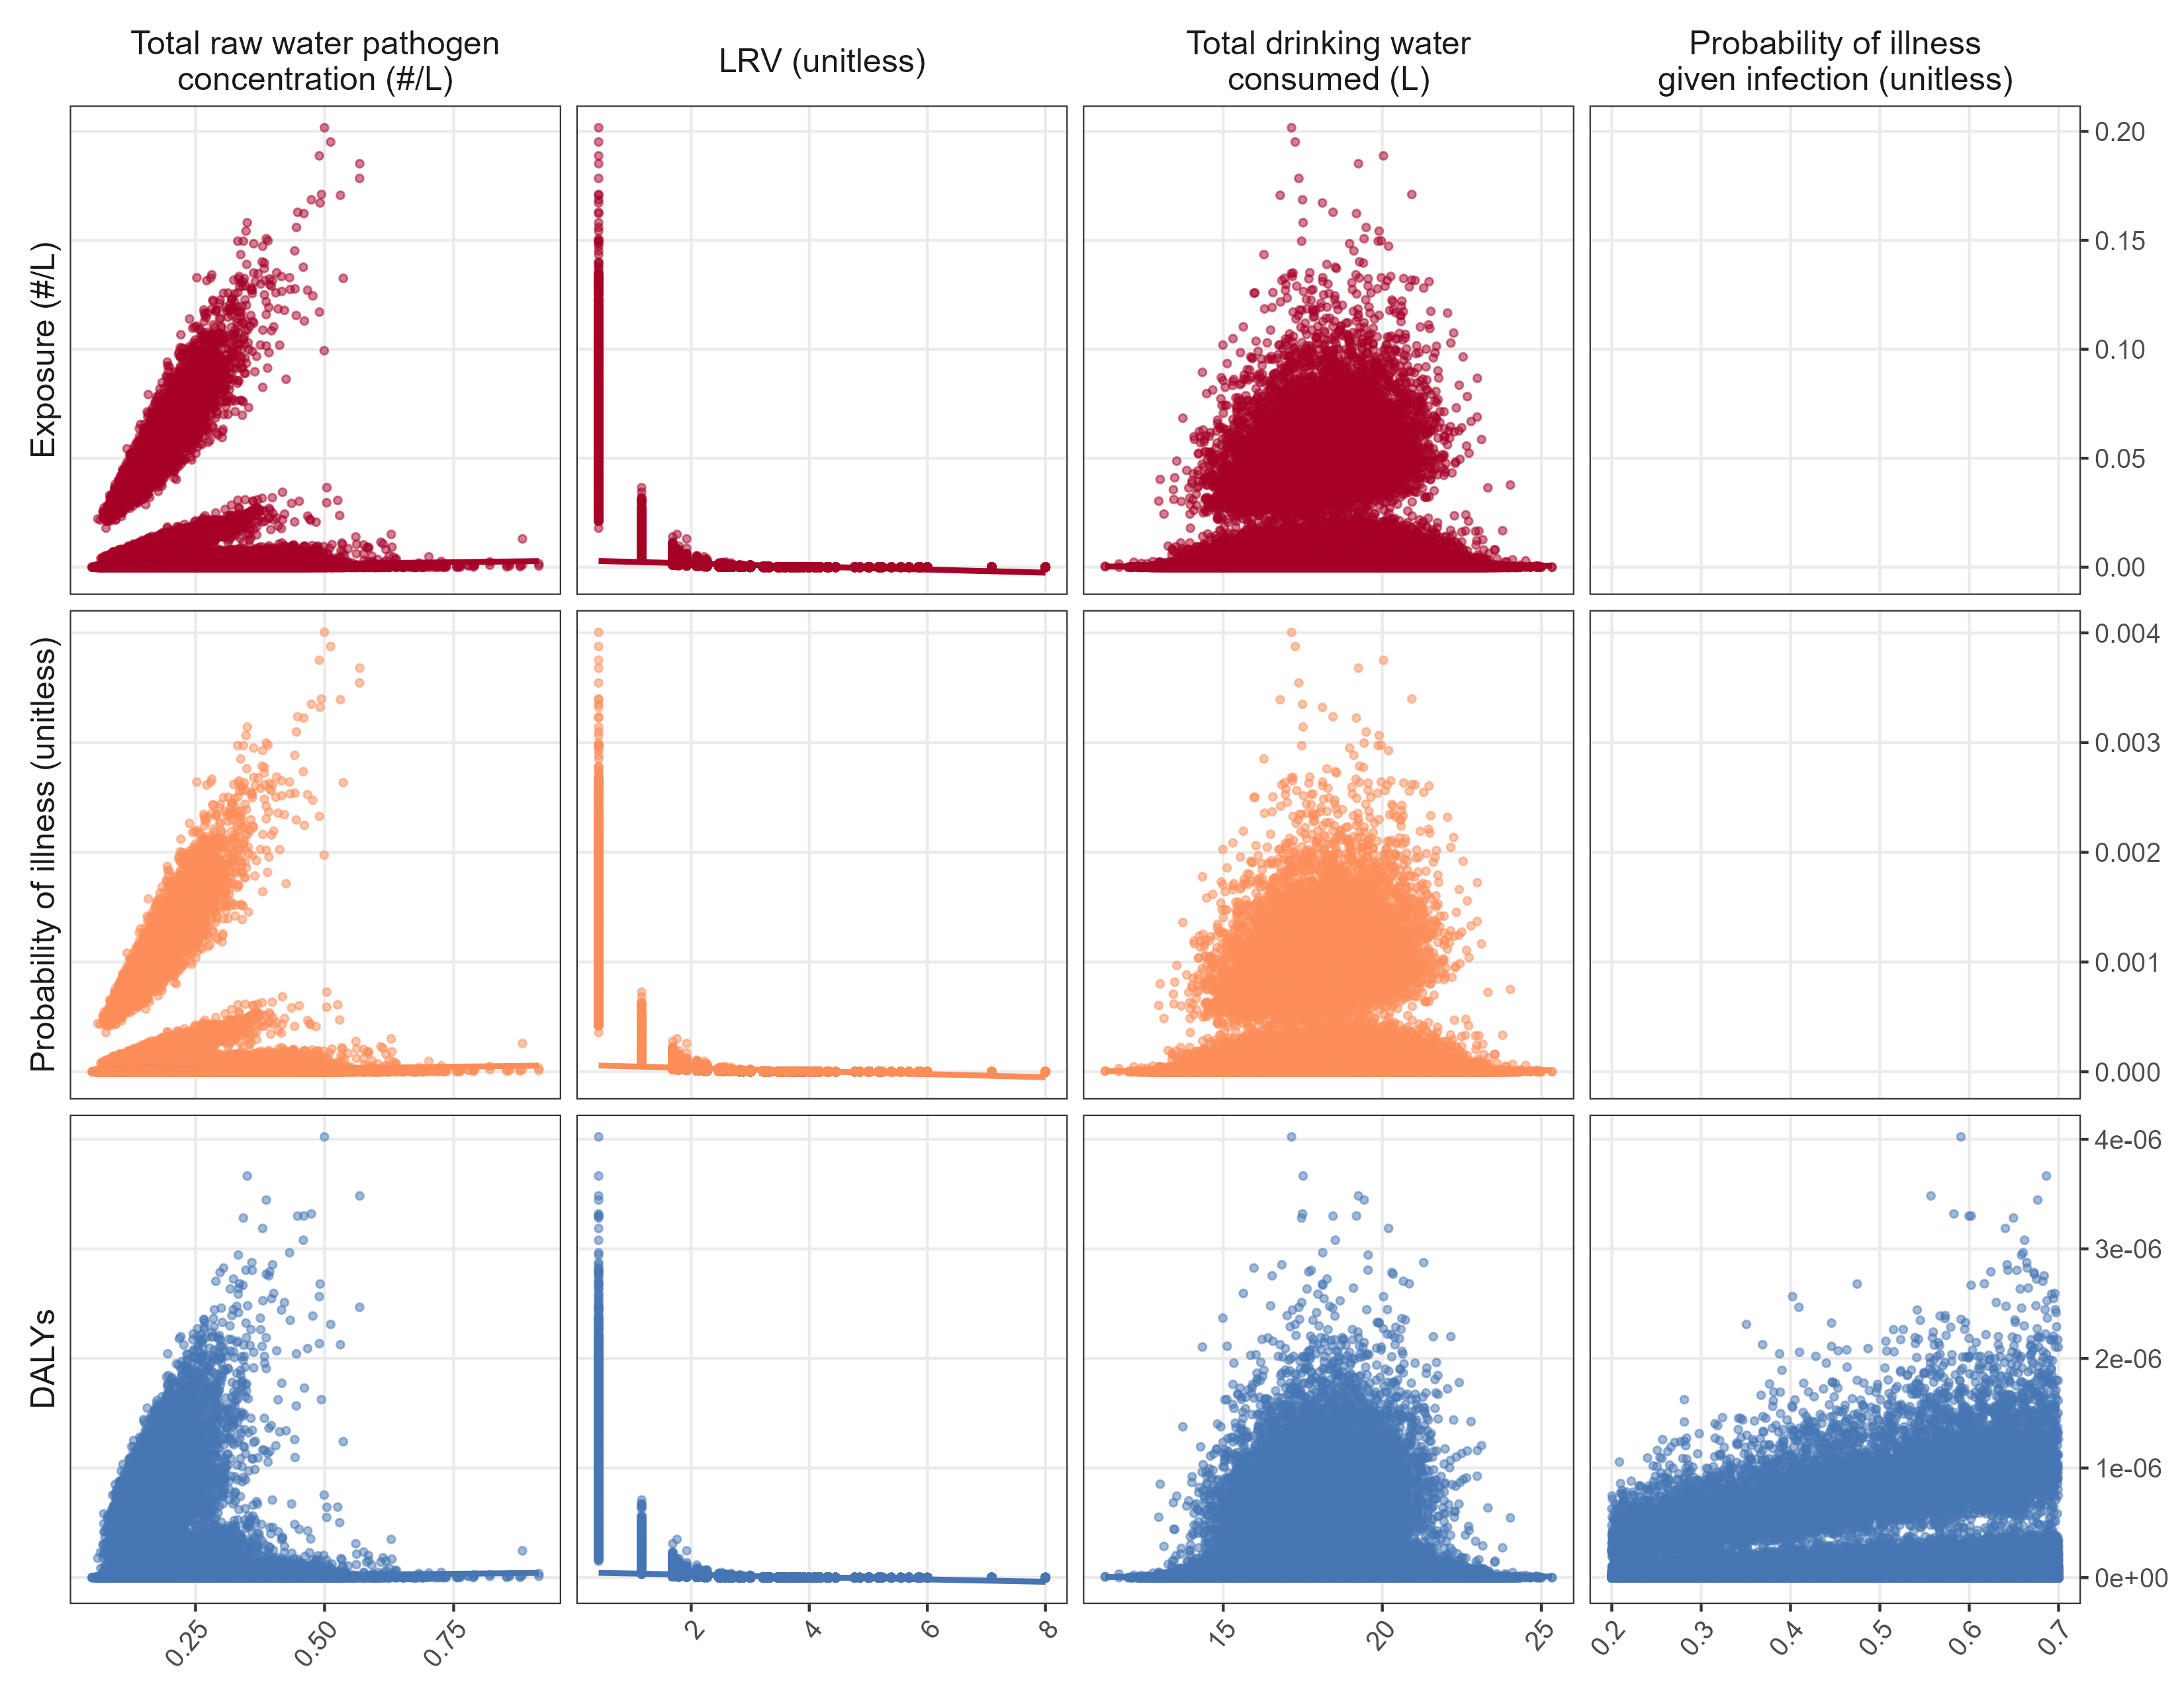 Total raw water pathogen
concentration (#/L)
LRV (unitless)
Total drinking water
consumed (L)
Probability of illness
given infection (unitless)
Exposure (#/L)
0.20
0.15
0.10
0.05
0.00
Probability of illness (unitless)
0.004
0.003
0.002
0.001
0.000
DALYs
4e-06
3e-06
2e-06
1e-06
0e+00
0.25
0.50
0.75
2
4
6
8
15
20
25
0.2
0.3
0.4
0.5
0.6
0.7